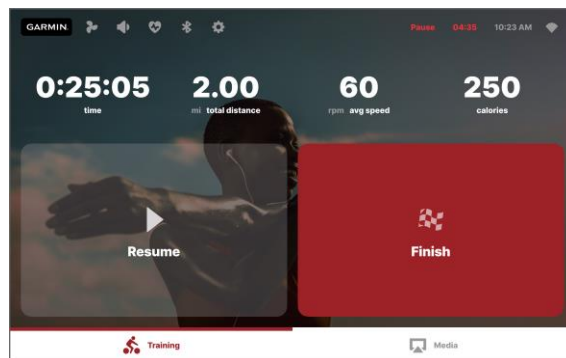 GARMIN
Pause 04:35 10:23 AM
0:25:05 2.00 60 250
time mi total distance rpm avg speed calories
Resume Finish
Training Media